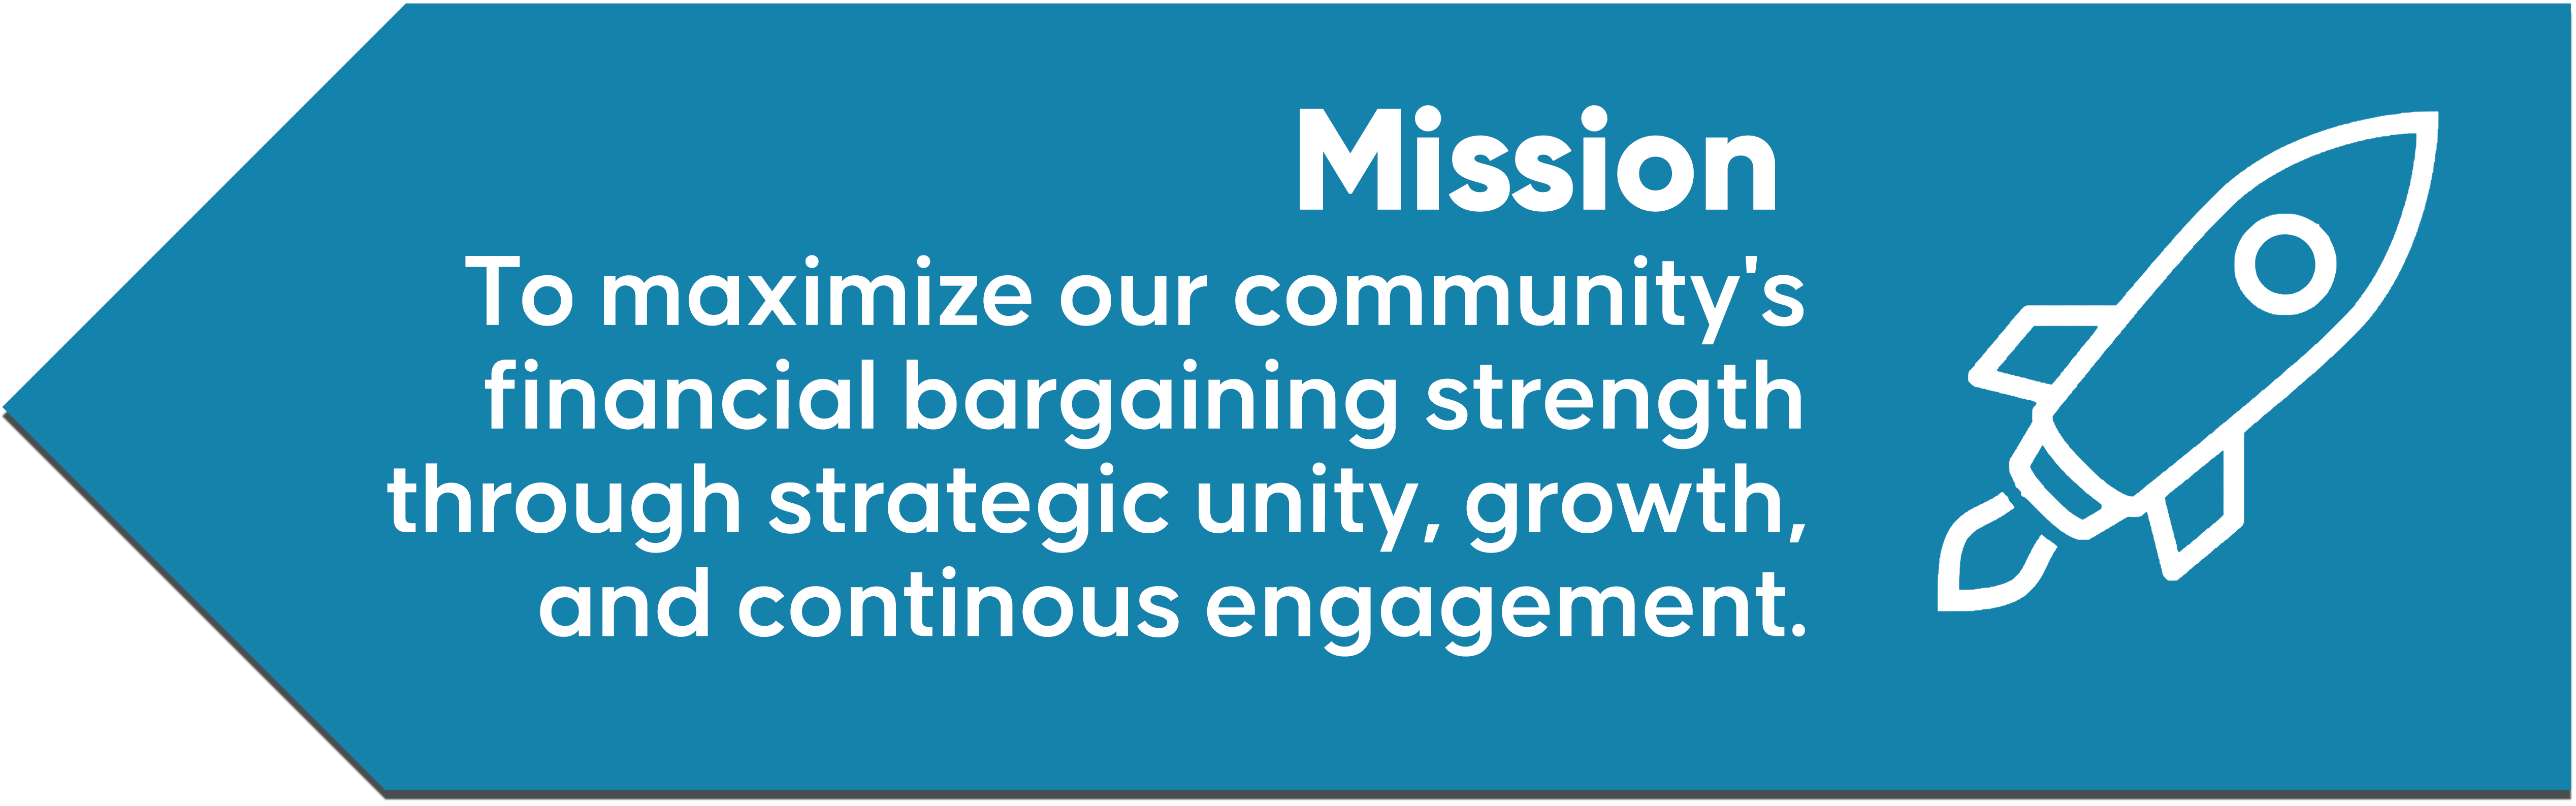 Mission
To maximize our community's
financial bargaining strength
through strategic unity, growth,
and continous engagement.